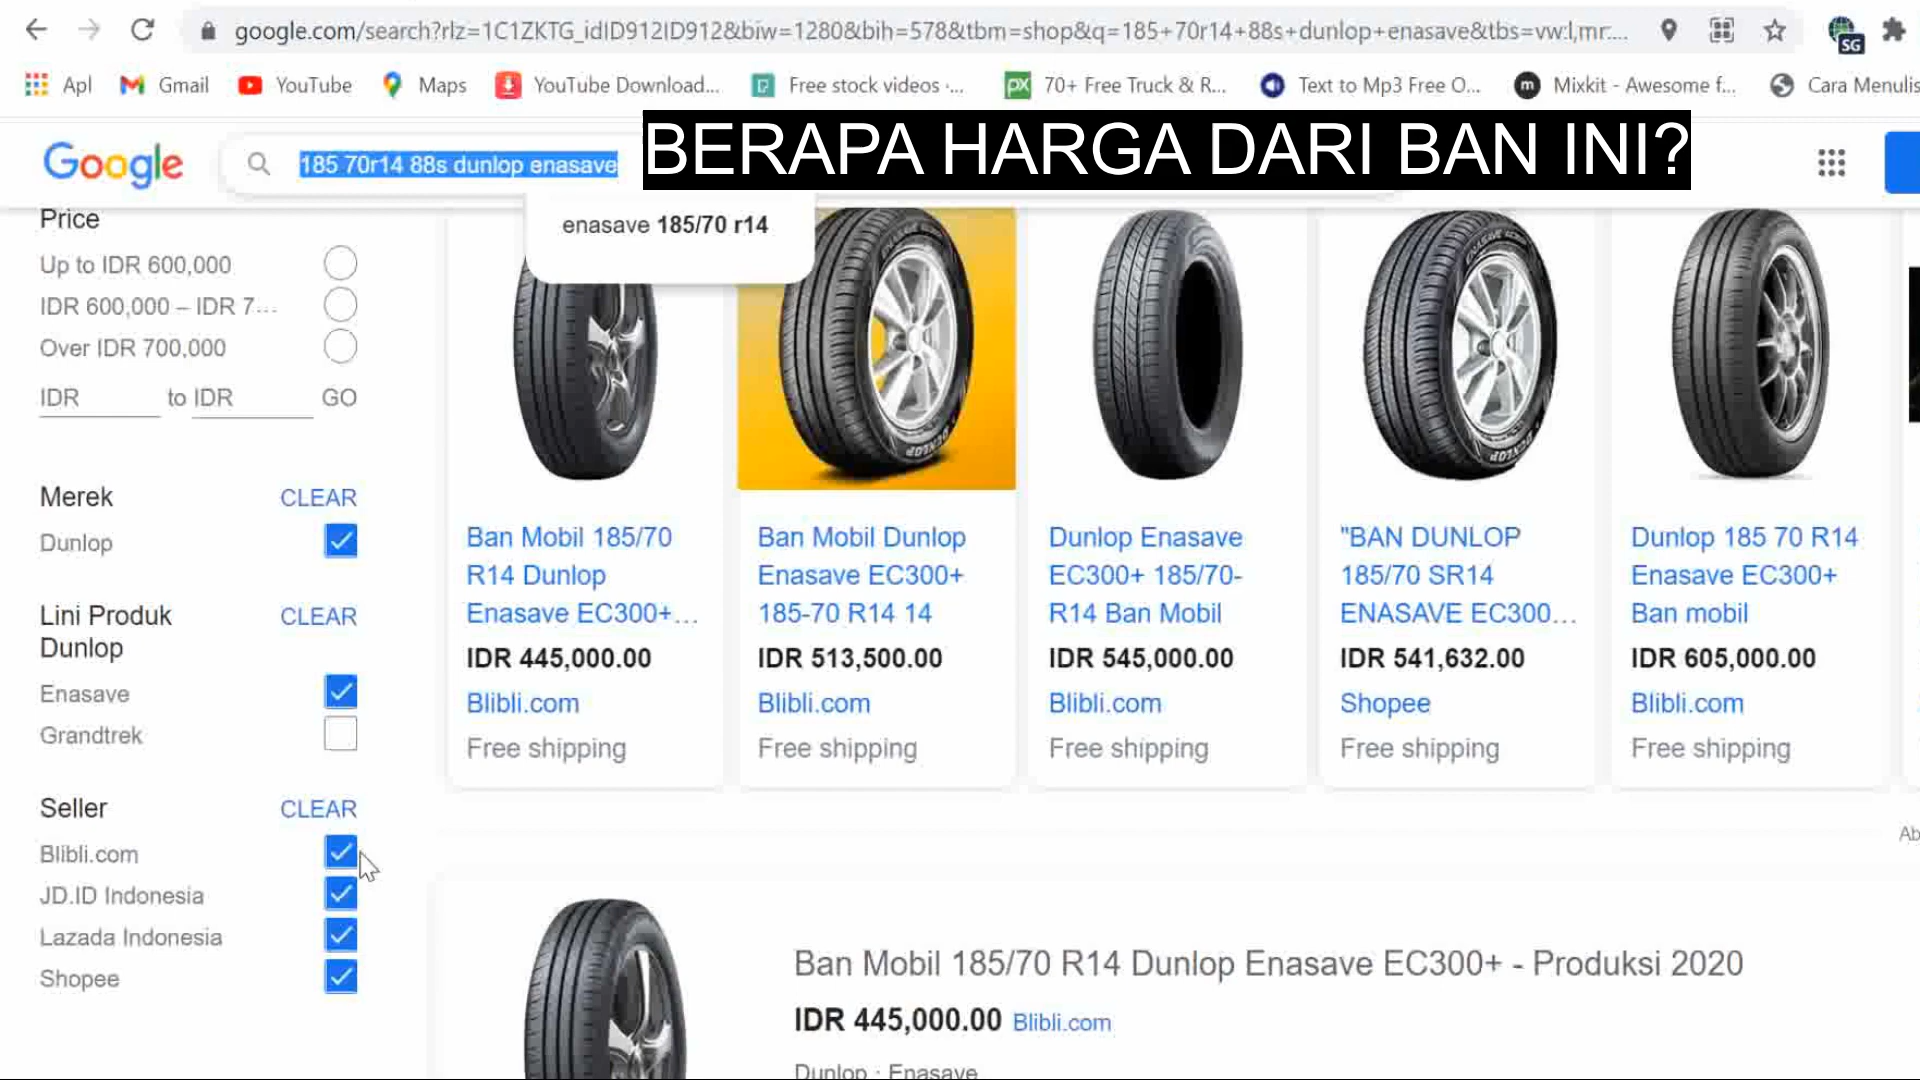 google.com/search?rlz=1C1ZKTG_idID912ID912&biw=1280&bih=578&tbm=shop&q=185+70r14+88s+dunlop+enasave&tbs=vw:l,mr:...
SG
Apl
Gmail
YouTube
Maps
YouTube Download...
Free stock videos -...
px
70+ Free Truck & R...
Text to Mp3 Free O...
m
Mixkit - Awesome f...
Cara Menulis
Google
185 70r14 88s dunlop enasave
BERAPA HARGA DARI BAN INI?
enasave 185/70 r14
Price
Up to IDR 600,000
IDR 600,000 – IDR 7...
Over IDR 700,000
IDR to IDR GO
Merek CLEAR
Dunlop
Lini Produk CLEAR
Dunlop
Enasave
Grandtrek
Seller CLEAR
Blibli.com
JD.ID Indonesia
Lazada Indonesia
Shopee
DUNLOP
DUNLOP
Ban Mobil 185/70
R14 Dunlop
Enasave EC300+...
IDR 445,000.00
Blibli.com
Free shipping
Ban Mobil Dunlop
Enasave EC300+
185-70 R14 14
IDR 513,500.00
Blibli.com
Free shipping
Dunlop Enasave
EC300+ 185/70-
R14 Ban Mobil
IDR 545,000.00
Blibli.com
Free shipping
"BAN DUNLOP
185/70 SR14
ENASAVE EC300...
IDR 541,632.00
Shopee
Free shipping
Dunlop 185 70 R14
Enasave EC300+
Ban mobil
IDR 605,000.00
Blibli.com
Free shipping
Ab
Ban Mobil 185/70 R14 Dunlop Enasave EC300+ - Produksi 2020
IDR 445,000.00 Blibli.com
Dunlop · Enasave